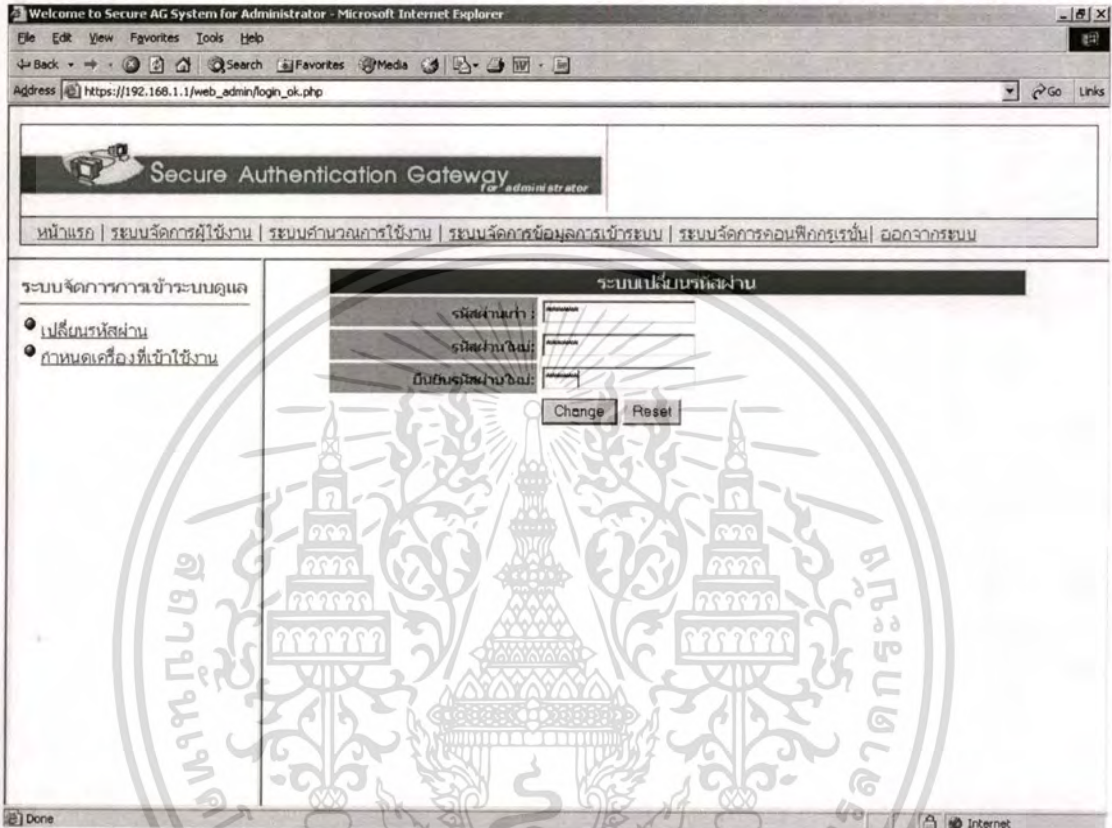 Welcome to Secure AG System for Administrator - Microsoft Internet Explorer
File Edit View Favorites Tools Help
Back Search Favorites Media
Address https://192.168.1.1/web_admin/login_ok.php Go Links
Secure Authentication Gateway for administrator
หน้าแรก | ระบบจัดการผู้ใช้งาน | ระบบคำนวณการใช้งาน | ระบบจัดการข้อมูลการเข้าระบบ | ระบบจัดการคอนฟิกกูเรชั่น| ออกจากระบบ
ระบบจัดการการเข้าระบบดูแล
เปลี่ยนรหัสผ่าน
กำหนดเครื่องที่เข้าใช้งาน
ระบบเปลี่ยนรหัสผ่าน
รหัสผ่านเก่า :
รหัสผ่านใหม่:
ยืนยันรหัสผ่านใหม่:
Change Reset
Done Internet